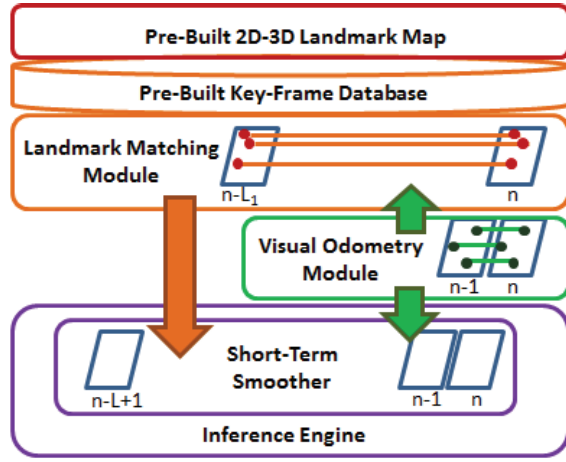 Pre-Built 2D-3D Landmark Map
Pre-Built Key-Frame Database
Landmark Matching
Module
n-L₁
n
Visual Odometry
Module
n-1
n
Short-Term
Smoother
n-L+1
n-1
n
Inference Engine